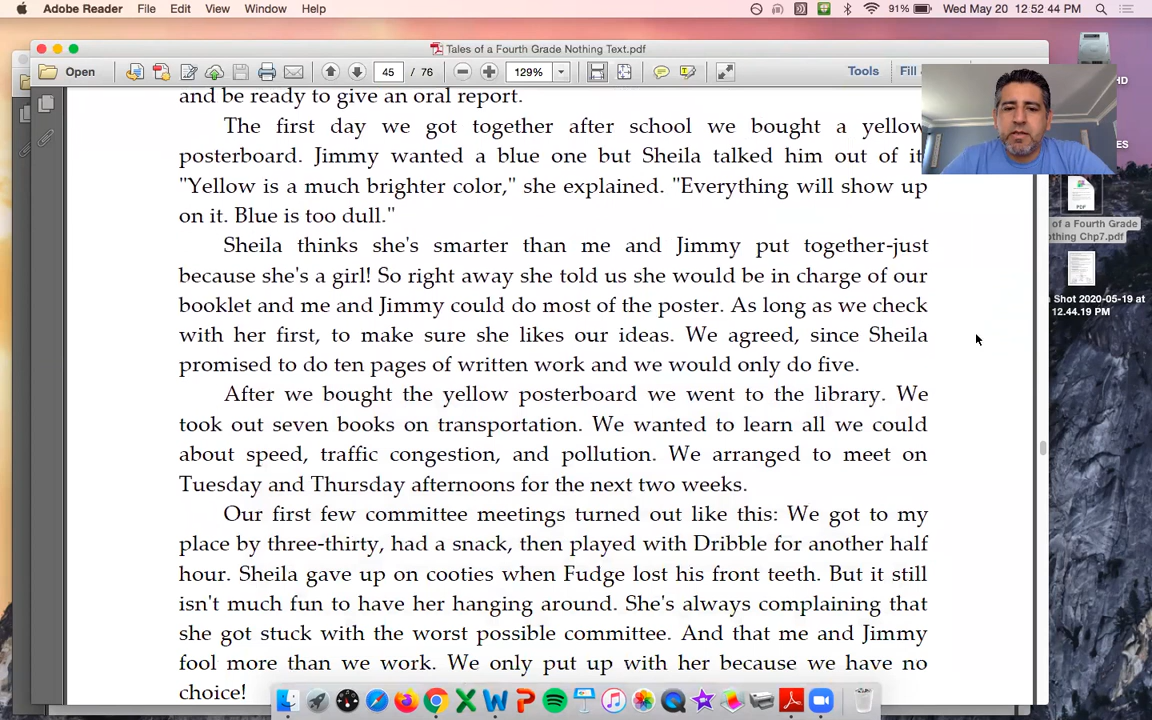 Adobe Reader File Edit View Window Help 91% Wed May 20 12:52:44 PM
Tales of a Fourth Grade Nothing Text.pdf
Open 45 / 76 129% Tools Fill
HD
and be ready to give an oral report.
The first day we got together after school we bought a yellow
posterboard. Jimmy wanted a blue one but Sheila talked him out of it
ES
"Yellow is a much brighter color," she explained. "Everything will show up
on it. Blue is too dull."
PDF
of a Fourth Grade
othing Chp7.pdf
Sheila thinks she's smarter than me and Jimmy put together-just
because she's a girl! So right away she told us she would be in charge of our
booklet and me and Jimmy could do most of the poster. As long as we check
with her first, to make sure she likes our ideas. We agreed, since Sheila
promised to do ten pages of written work and we would only do five.
Shot 2020-05-19 at
12.44.19 PM
After we bought the yellow posterboard we went to the library. We
took out seven books on transportation. We wanted to learn all we could
about speed, traffic congestion, and pollution. We arranged to meet on
Tuesday and Thursday afternoons for the next two weeks.
Our first few committee meetings turned out like this: We got to my
place by three-thirty, had a snack, then played with Dribble for another half
hour. Sheila gave up on cooties when Fudge lost his front teeth. But it still
isn't much fun to have her hanging around. She's always complaining that
she got stuck with the worst possible committee. And that me and Jimmy
fool more than we work. We only put up with her because we have no
choice!